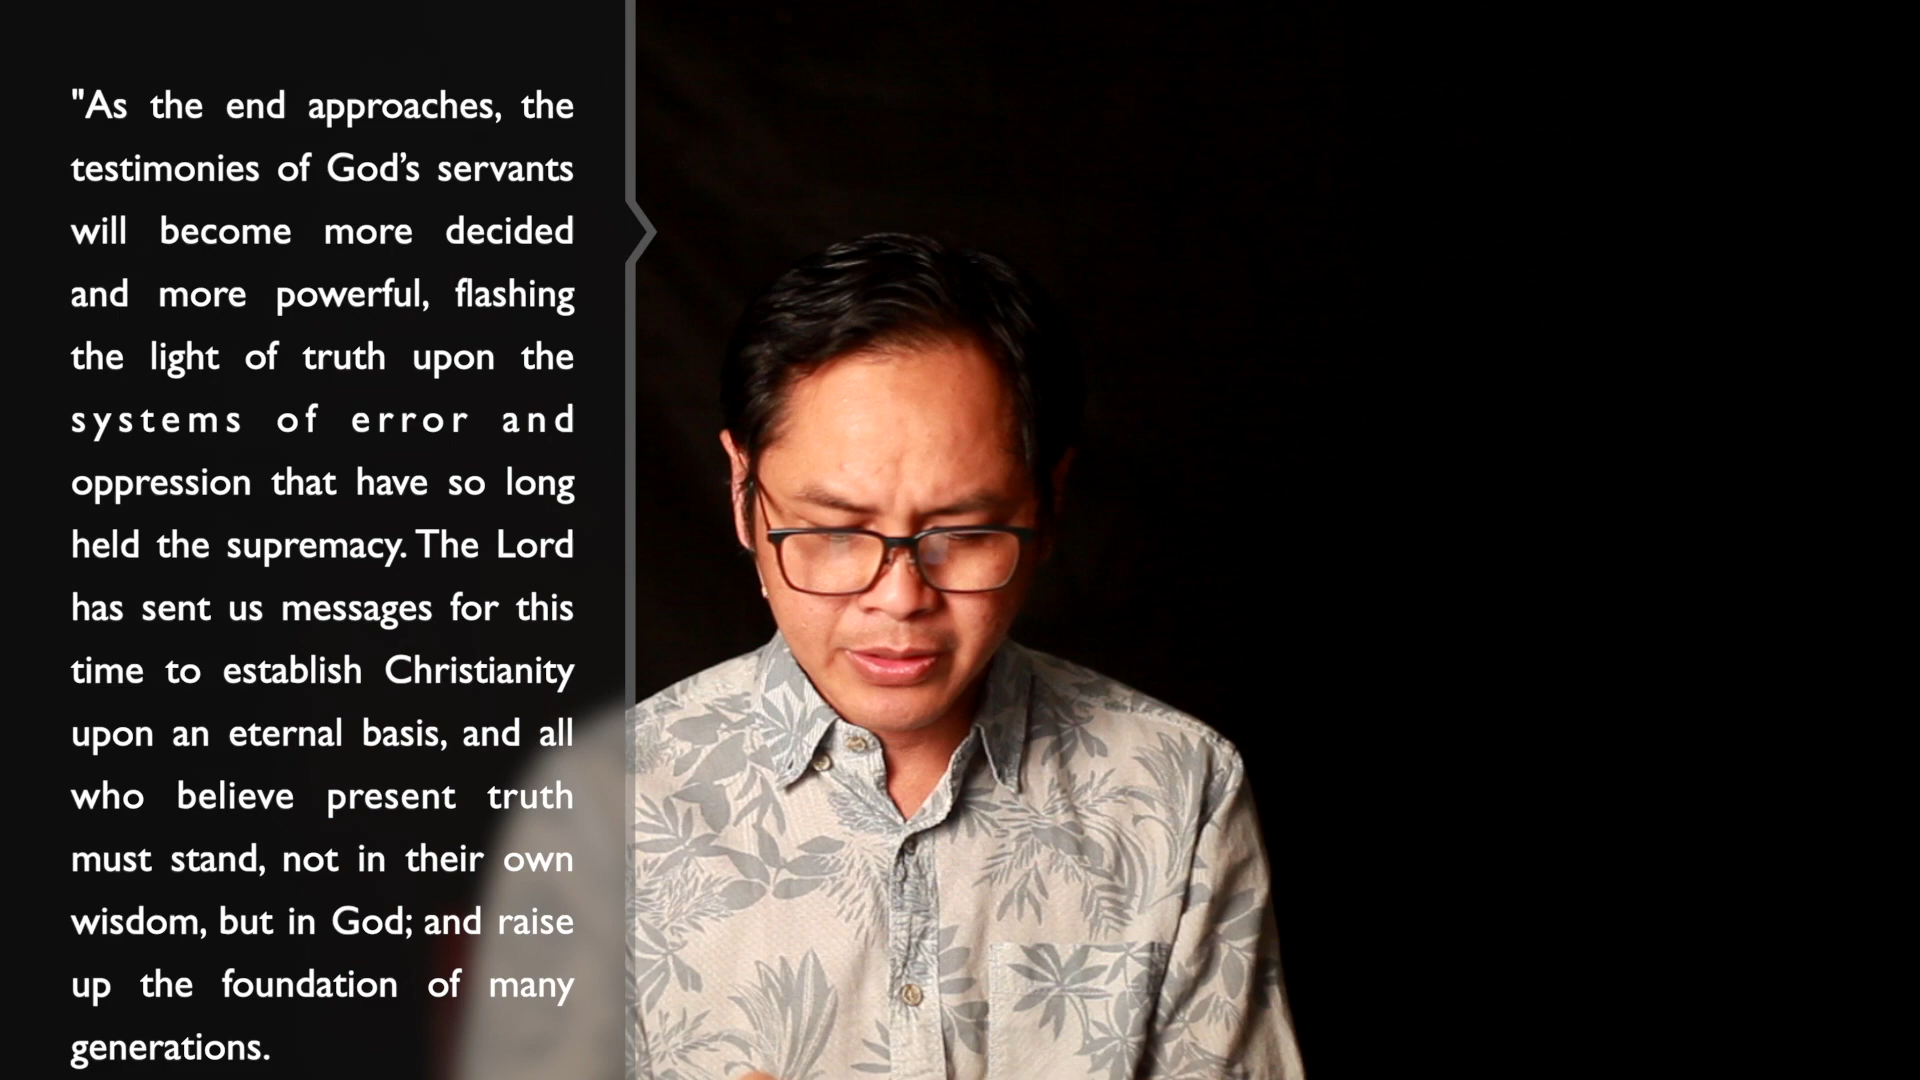 "As the end approaches, the
testimonies of God’s servants
will become more decided
and more powerful, flashing
the light of truth upon the
systems of error and
oppression that have so long
held the supremacy. The Lord
has sent us messages for this
time to establish Christianity
upon an eternal basis, and all
who believe present truth
must stand, not in their own
wisdom, but in God; and raise
up the foundation of many
generations.